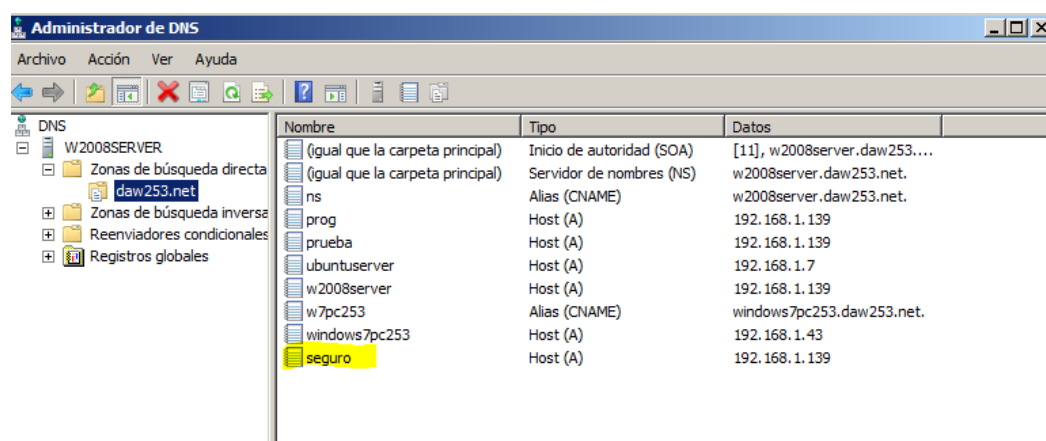 Administrador de DNS
Archivo Acción Ver Ayuda
DNS
W2008SERVER
Zonas de búsqueda directa
daw253.net
Zonas de búsqueda inversa
Reenviadores condicionales
Registros globales
Nombre Tipo Datos
(igual que la carpeta principal) Inicio de autoridad (SOA) [11], w2008server.daw253....
(igual que la carpeta principal) Servidor de nombres (NS) w2008server.daw253.net.
ns Alias (CNAME) w2008server.daw253.net.
prog Host (A) 192.168.1.139
prueba Host (A) 192.168.1.139
ubuntuserver Host (A) 192.168.1.7
w2008server Host (A) 192.168.1.139
w7pc253 Alias (CNAME) windows7pc253.daw253.net.
windows7pc253 Host (A) 192.168.1.43
seguro Host (A) 192.168.1.139